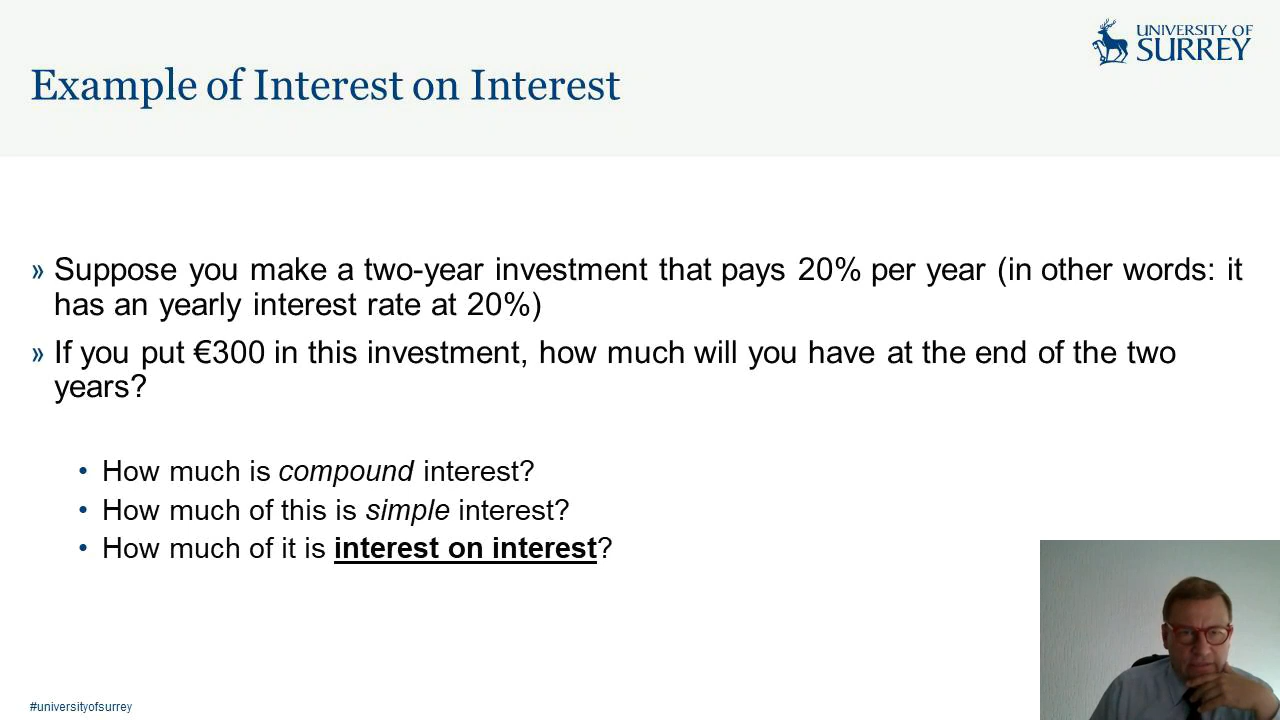 UNIVERSITY OF
SURREY
Example of Interest on Interest
» Suppose you make a two-year investment that pays 20% per year (in other words: it
has an yearly interest rate at 20%)
» If you put €300 in this investment, how much will you have at the end of the two
years?
• How much is compound interest?
• How much of this is simple interest?
• How much of it is interest on interest?
#universityofsurrey